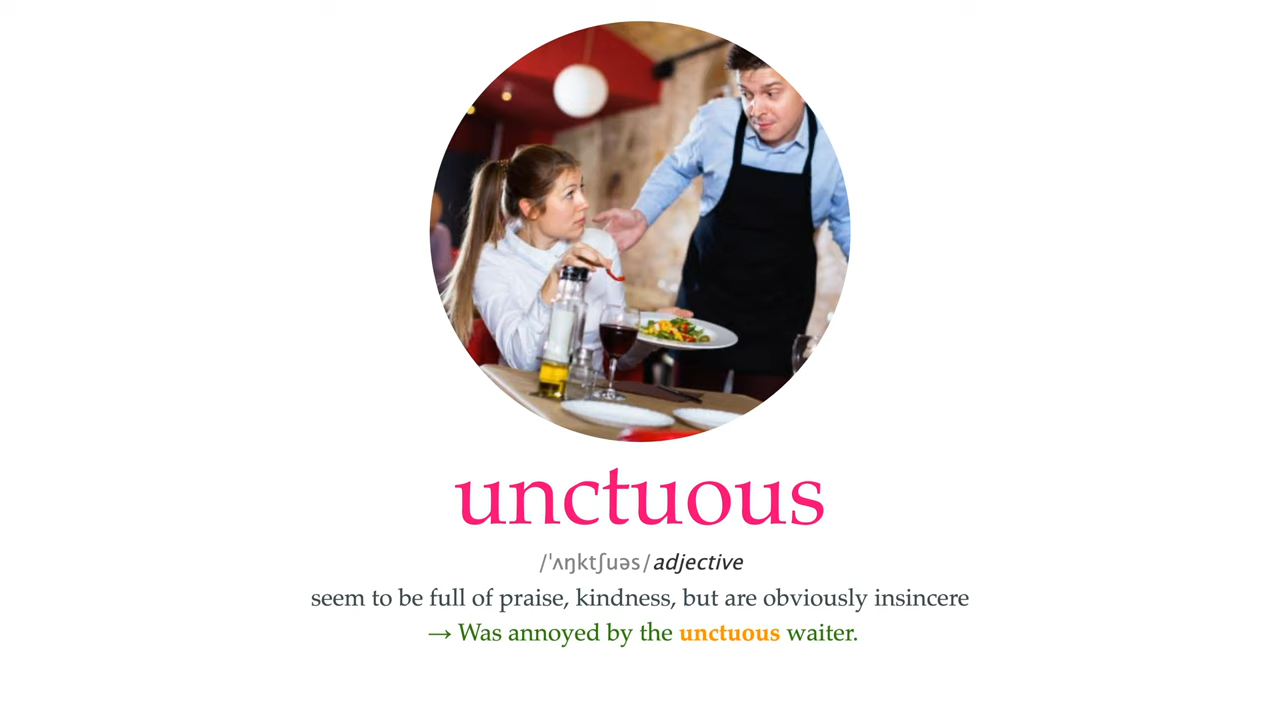 unctuous
/ˈʌŋktʃuəs/ adjective
seem to be full of praise, kindness, but are obviously insincere
→ Was annoyed by the unctuous waiter.